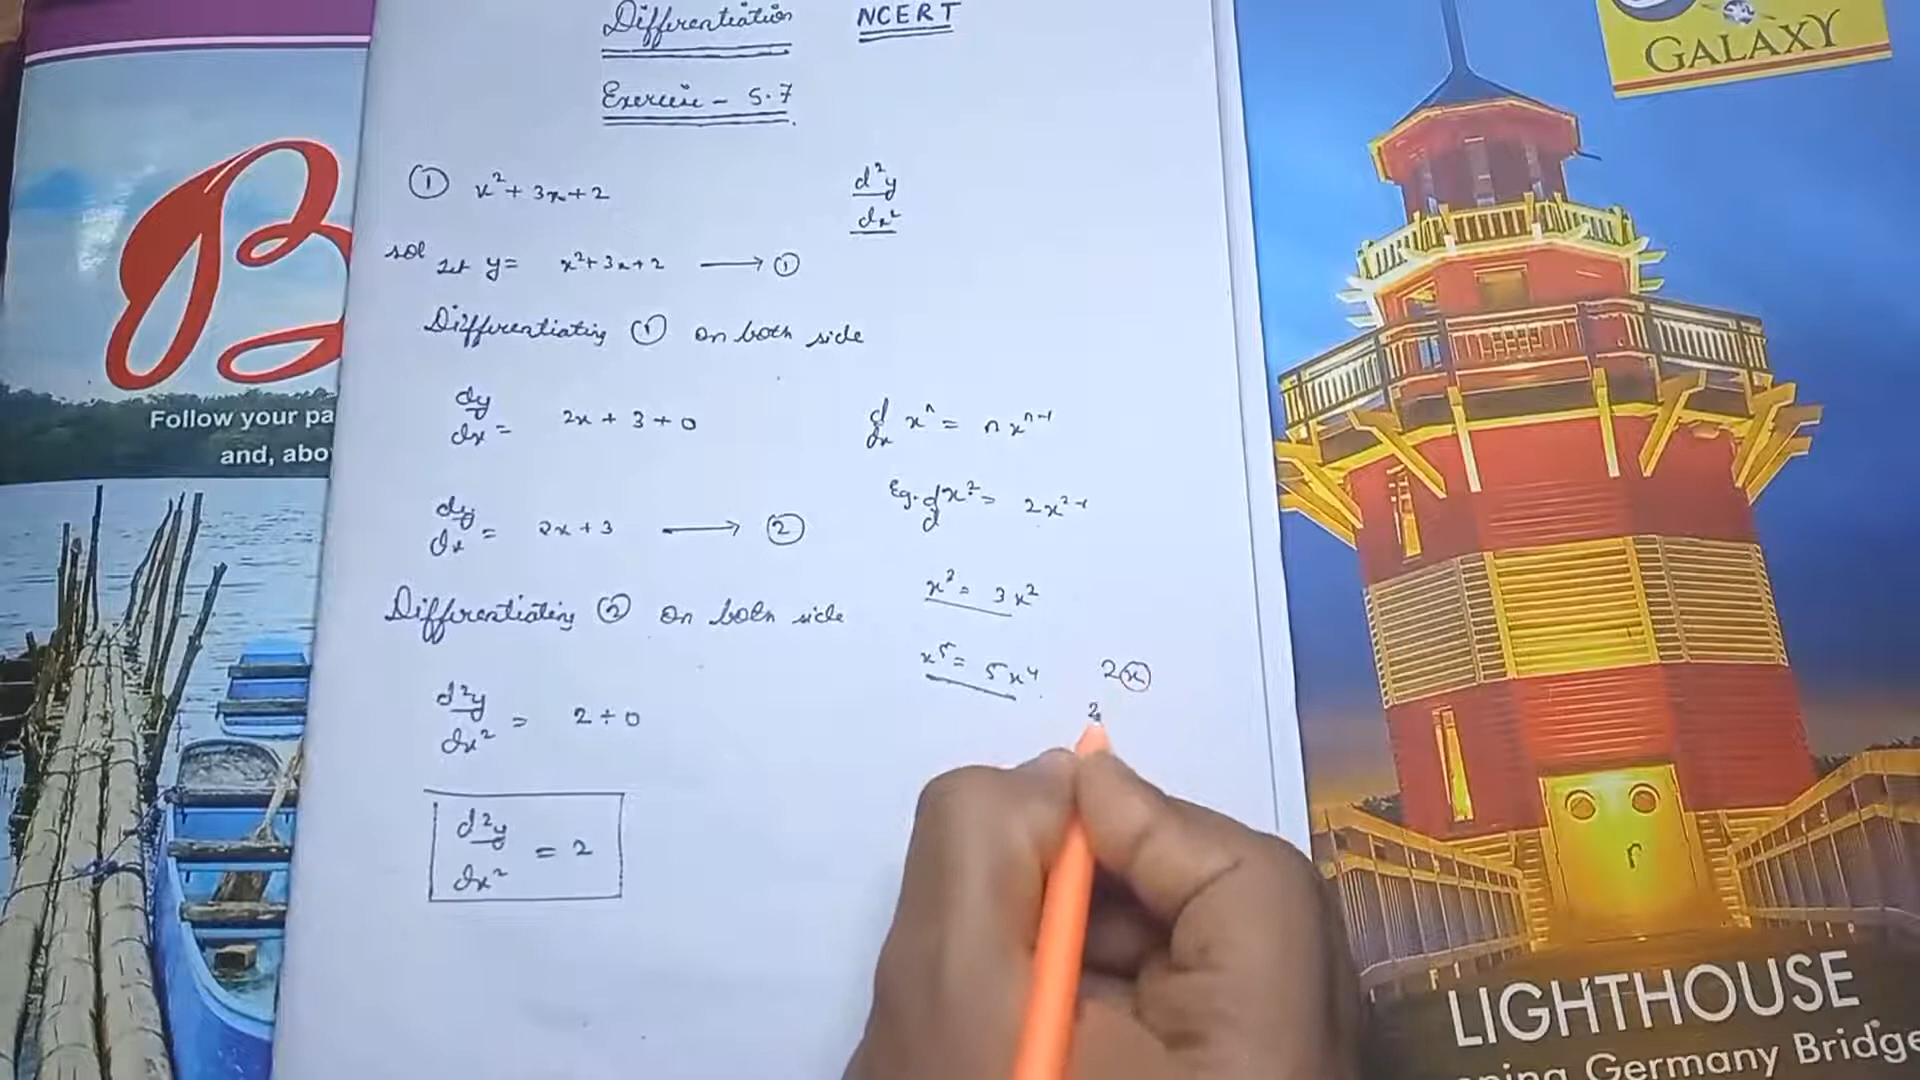 Differentiation NCERT
Exercise - 5.7
① x² + 3x + 2
d²y/dx²
sol Let y = x² + 3x + 2 ⟶ ①
Differentiating ① on both side
dy/dx = 2x + 3 + 0
d/dx xⁿ = nxⁿ⁻¹
dy/dx = 2x + 3 ⟶ ②
Eg. d/d x² = 2x²⁻¹
Differentiating ② on both side
= 3x²
x⁵ = 5x⁴
2x
2
d²y/dx² = 2 + 0
d²y/dx² = 2
Follow your pa
and, abo
GALAXY
LIGHTHOUSE
Germany Bridge